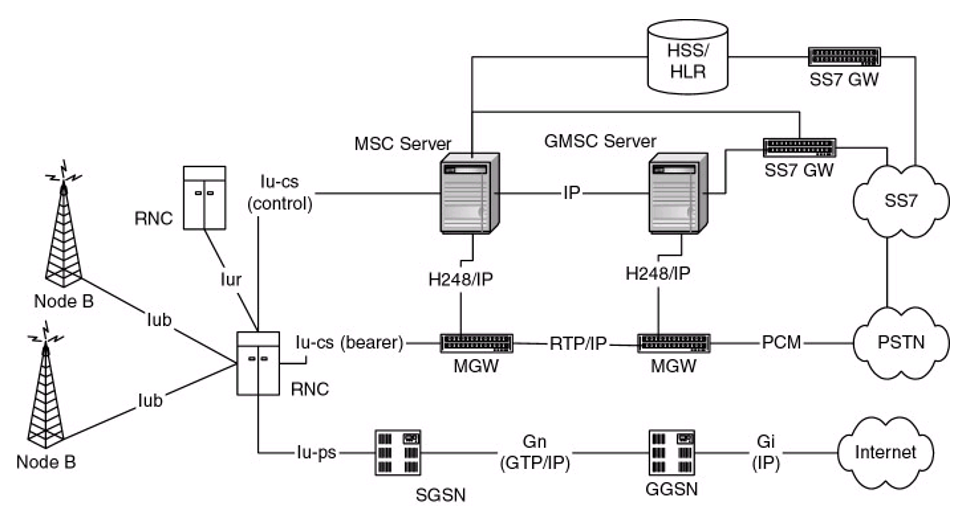 HSS/
HLR
SS7 GW
MSC Server
GMSC Server
SS7 GW
Iu-cs
(control)
RNC
IP
SS7
Iur
H248/IP
H248/IP
Node B
Iub
Iu-cs (bearer)
RTP/IP
PCM
PSTN
MGW
MGW
RNC
Iub
Node B
Iu-ps
Gn
(GTP/IP)
Gi
(IP)
Internet
SGSN
GGSN